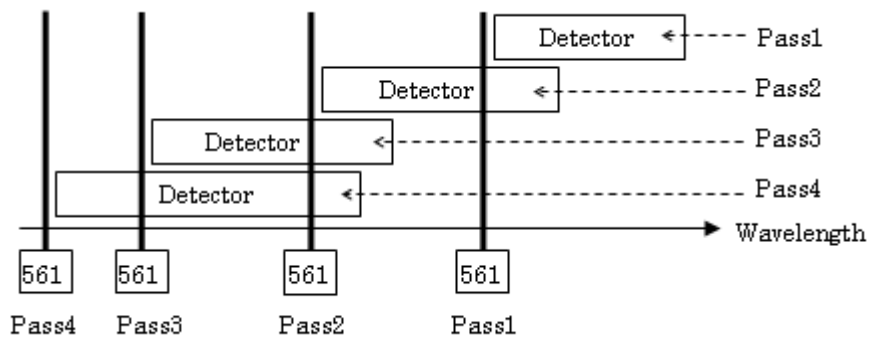 Detector Pass1
Detector Pass2
Detector Pass3
Detector Pass4
Wavelength
561 561 561 561
Pass4 Pass3 Pass2 Pass1